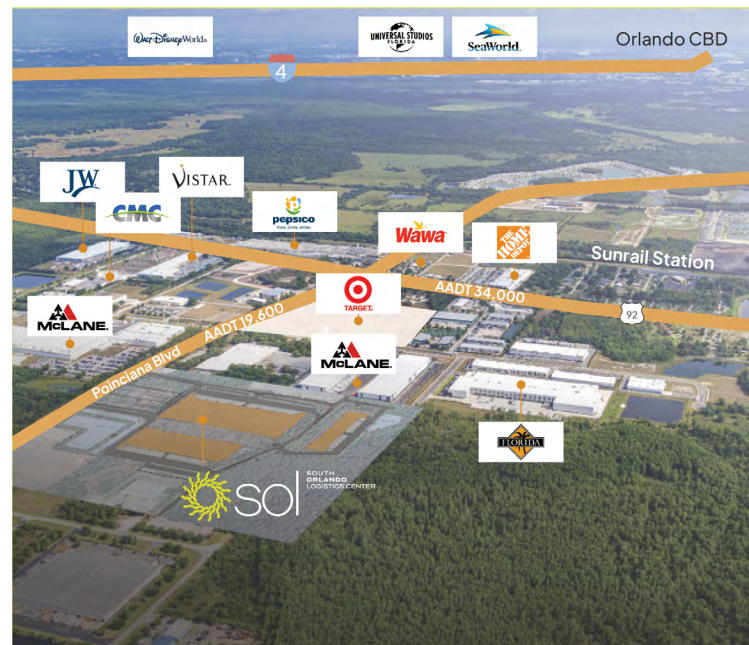 Walt Disney World®
UNIVERSAL STUDIOS
FLORIDA
SeaWorld
Orlando CBD
4
JW
CMC
VISTAR
pepsico
Wawa
THE
HOME
DEPOT
Sunrail Station
TARGET
AADT 34,000
92
McLANE
AADT 19,600
Poinciana Blvd
McLANE
FLORIDA
sol
SOUTH
ORLANDO
LOGISTICS CENTER